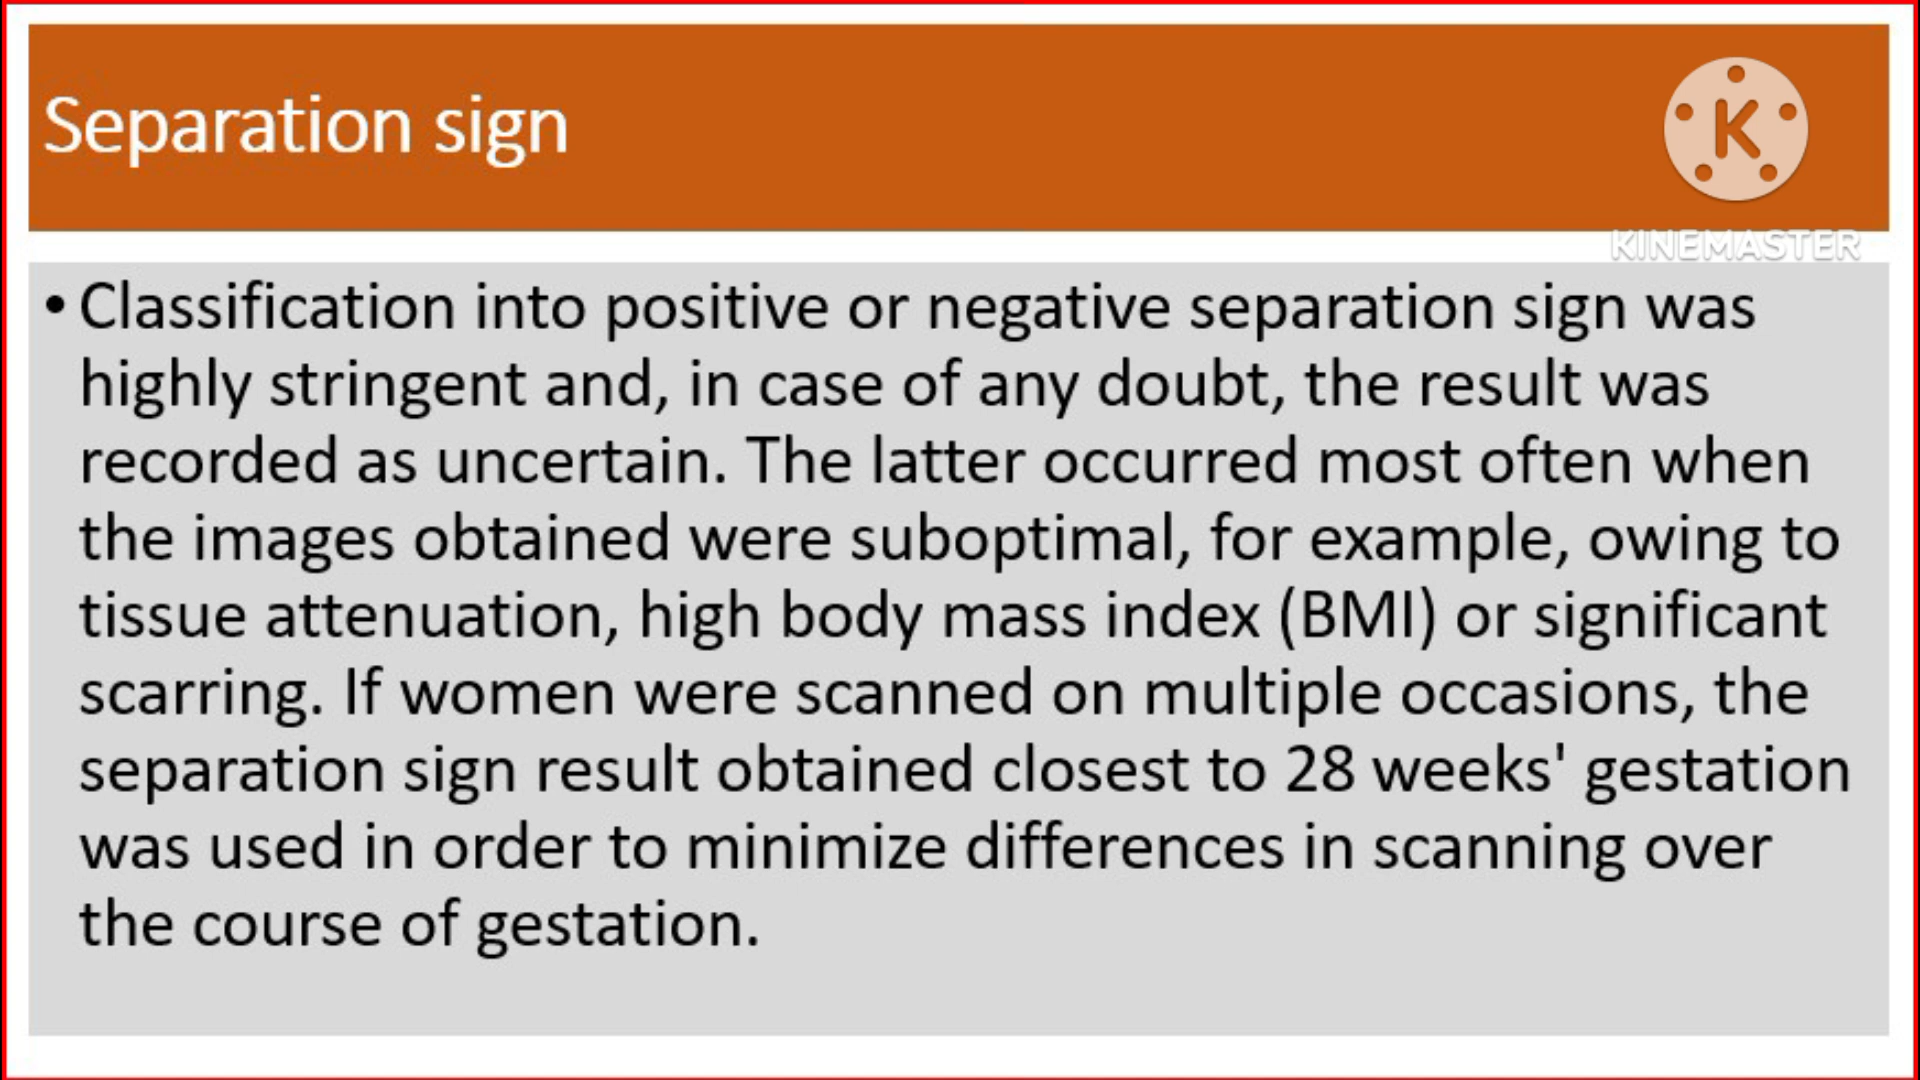 Separation sign
K
KINEMASTER
• Classification into positive or negative separation sign was
highly stringent and, in case of any doubt, the result was
recorded as uncertain. The latter occurred most often when
the images obtained were suboptimal, for example, owing to
tissue attenuation, high body mass index (BMI) or significant
scarring. If women were scanned on multiple occasions, the
separation sign result obtained closest to 28 weeks' gestation
was used in order to minimize differences in scanning over
the course of gestation.